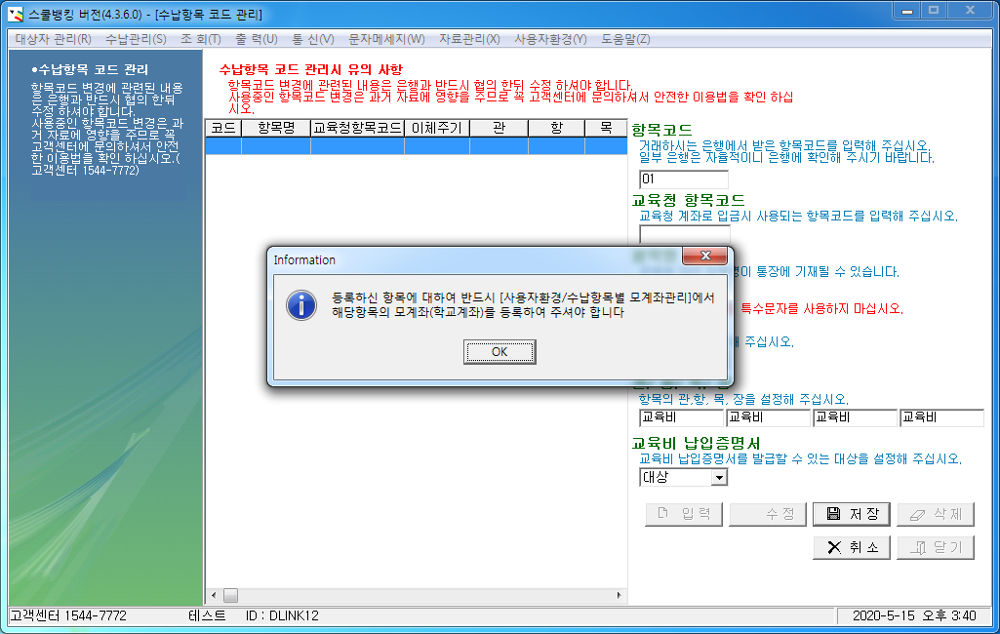 스쿨뱅킹 버전(4.3.6.0) - [수납항목 코드 관리]
대상자 관리(R) 수납관리(S) 조 회(T) 출 력(U) 통 신(V) 문자메세지(W) 자료관리(X) 사용자환경(Y) 도움말(Z)
•수납항목 코드 관리
항목코드 변경에 관련된 내용
은 은행과 반드시 협의 한뒤
수정 하셔야 합니다.
사용중인 항목코드 변경은 과
거 자료에 영향을 주므로 꼭
고객센터에 문의하셔서 안전
한 이용법을 확인 하십시오.(
고객센터 1544-7772)
수납항목 코드 관리시 유의 사항
항목코드 변경에 관련된 내용은 은행과 반드시 협의 한뒤 수정 하셔야 합니다.
사용중인 항목코드 변경은 과거 자료에 영향을 주므로 꼭 고객센터에 문의하셔서 안전한 이용법을 확인 하십
시오.
코드 항목명 교육청항목코드 이체주기 관 항 목
항목코드
거래하시는 은행에서 받은 항목코드를 입력해 주십시오.
일부 은행은 자율적이니 은행에 확인해 주시기 바랍니다.
01
교육청 항목코드
교육청 계좌로 입금시 사용되는 항목코드를 입력해 주십시오.
이 통장에 기재될 수 있습니다.
특수문자를 사용하지 마십시오.
주십시오.
Information
등록하신 항목에 대하여 반드시 [사용자환경/수납항목별 모계좌관리]에서
해당항목의 모계좌(학교계좌)를 등록하여 주셔야 합니다
OK
항목의 관,항, 목, 장을 설정해 주십시오.
교육비 교육비 교육비 교육비
교육비 납입증명서
교육비 납입증명서를 발급할 수 있는 대상을 설정해 주십시오.
대상
입 력 수 정 저 장 삭 제
취 소 닫 기
고객센터 1544-7772 테스트 ID : DLINK12 2020-5-15 오후 3:40